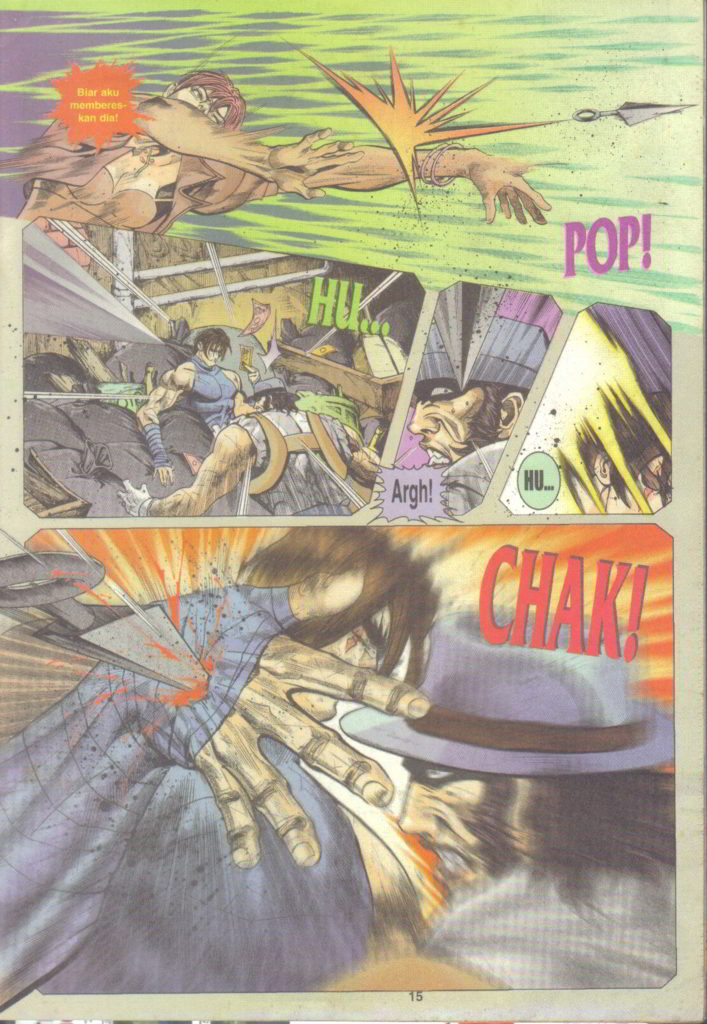 Biar aku
memberes-
kan dia!
POP!
HU...
Argh!
HU...
CHAK!
15